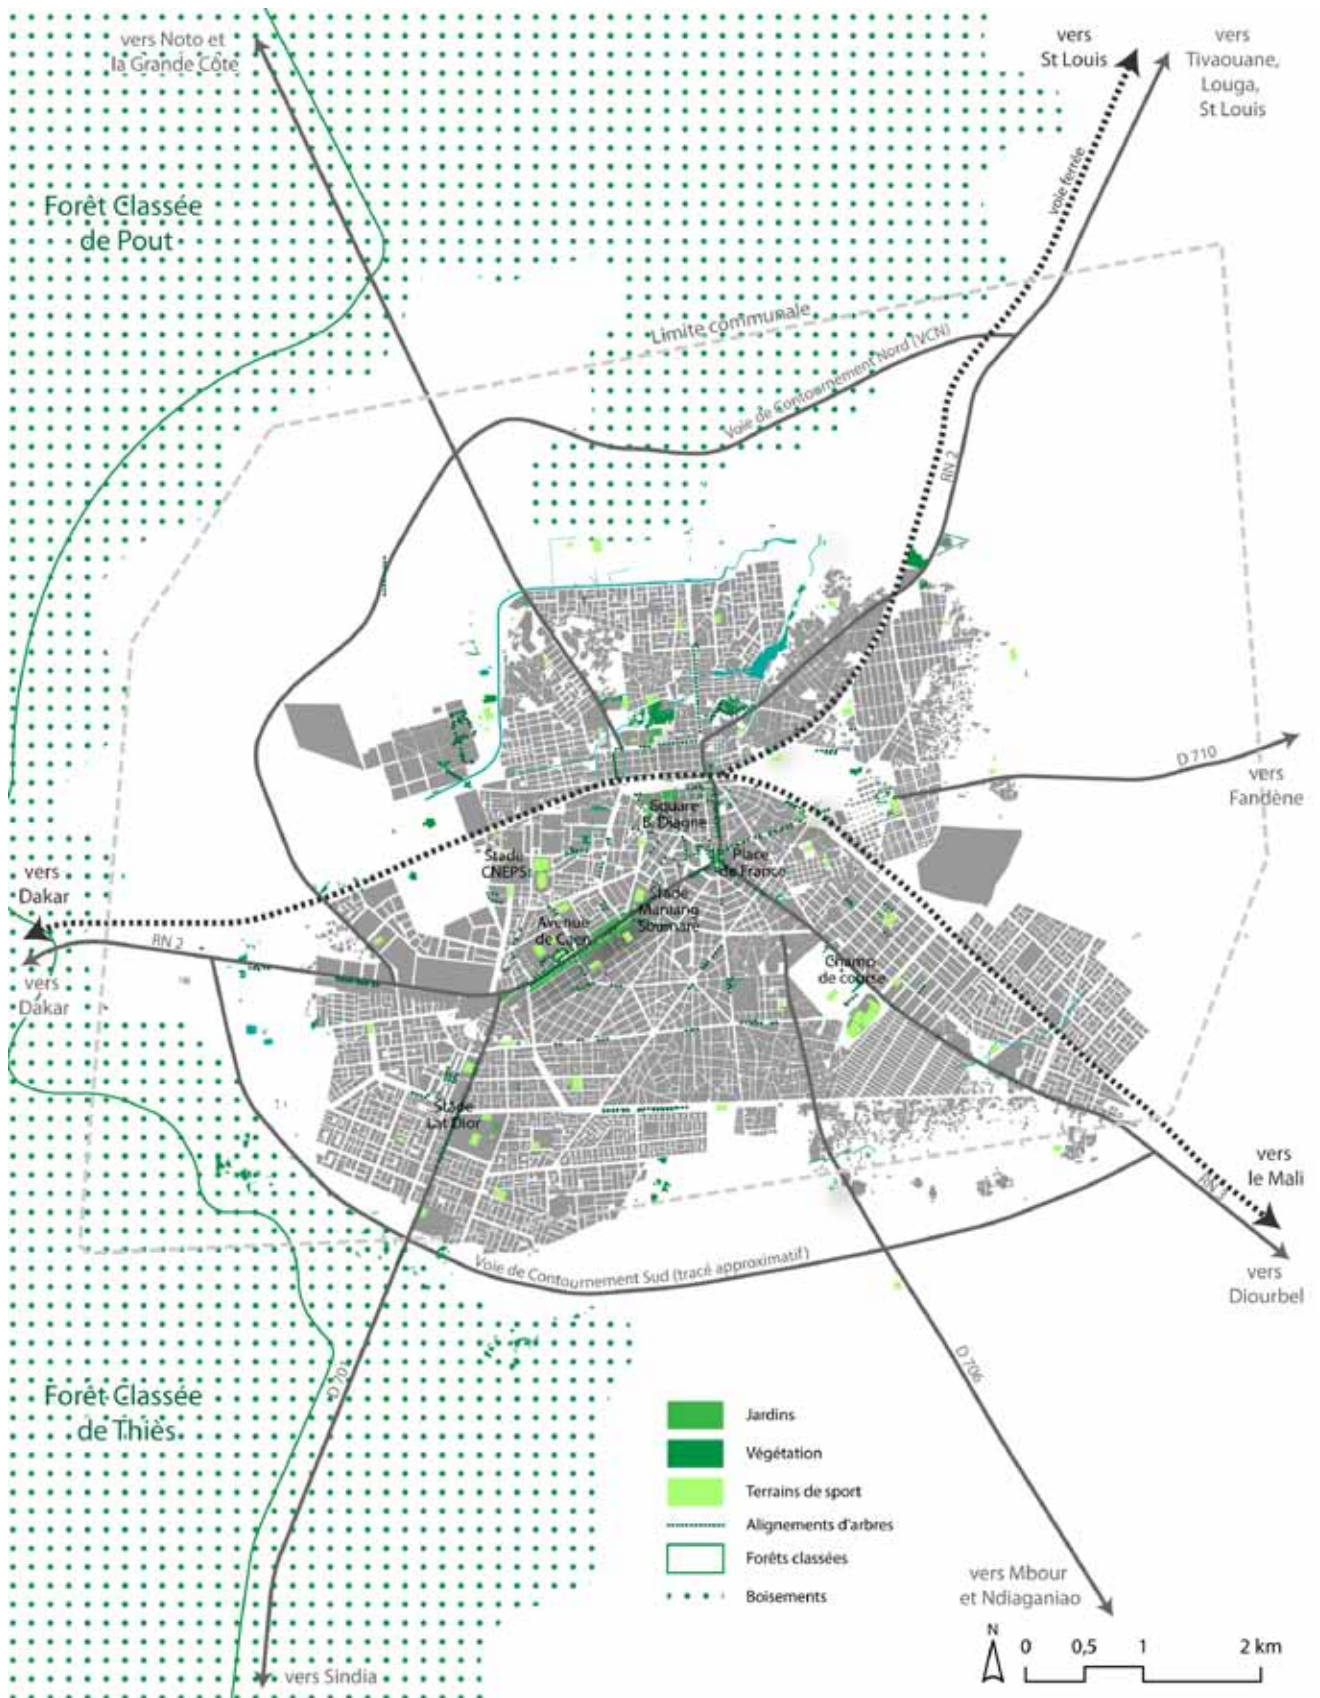 vers Noto et
la Grande Côte
vers
St Louis
vers
Tivaouane,
Louga,
St Louis
voie ferrée
Forêt Classée
de Pout
Limite communale
Voie de Contournement Nord (VCN)
RN 2
D 710
vers
Fandène
Square
B. Diagne
Place
de France
Stade
CNEPS
Stade
Maniang
Soumaré
Avenue
de Caen
Champ
de course
vers
Dakar
RN 2
vers
Dakar
Stade
Lat Dior
vers
le Mali
RN 3
vers
Diourbel
Voie de Contournement Sud (tracé approximatif)
D 701
D 706
Forêt Classée
de Thiès
Jardins
Végétation
Terrains de sport
Alignements d'arbres
Forêts classées
Boisements
vers Mbour
et Ndiaganiao
vers Sindia
N
0 0,5 1 2 km